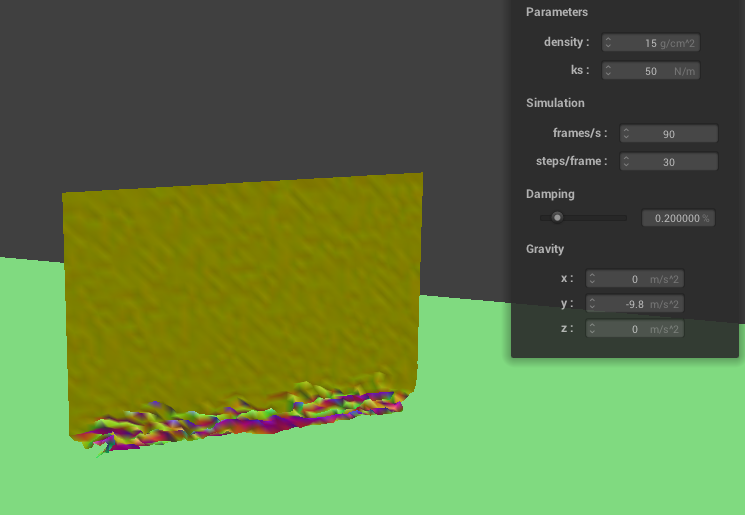 Parameters
density : 15 g/cm^2
ks : 50 N/m
Simulation
frames/s : 90
steps/frame : 30
Damping
0.200000 %
Gravity
x : 0 m/s^2
y : -9.8 m/s^2
z : 0 m/s^2